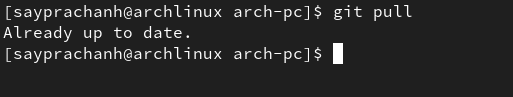 [sayprachanh@archlinux arch-pc]$ git pull
Already up to date.
[sayprachanh@archlinux arch-pc]$